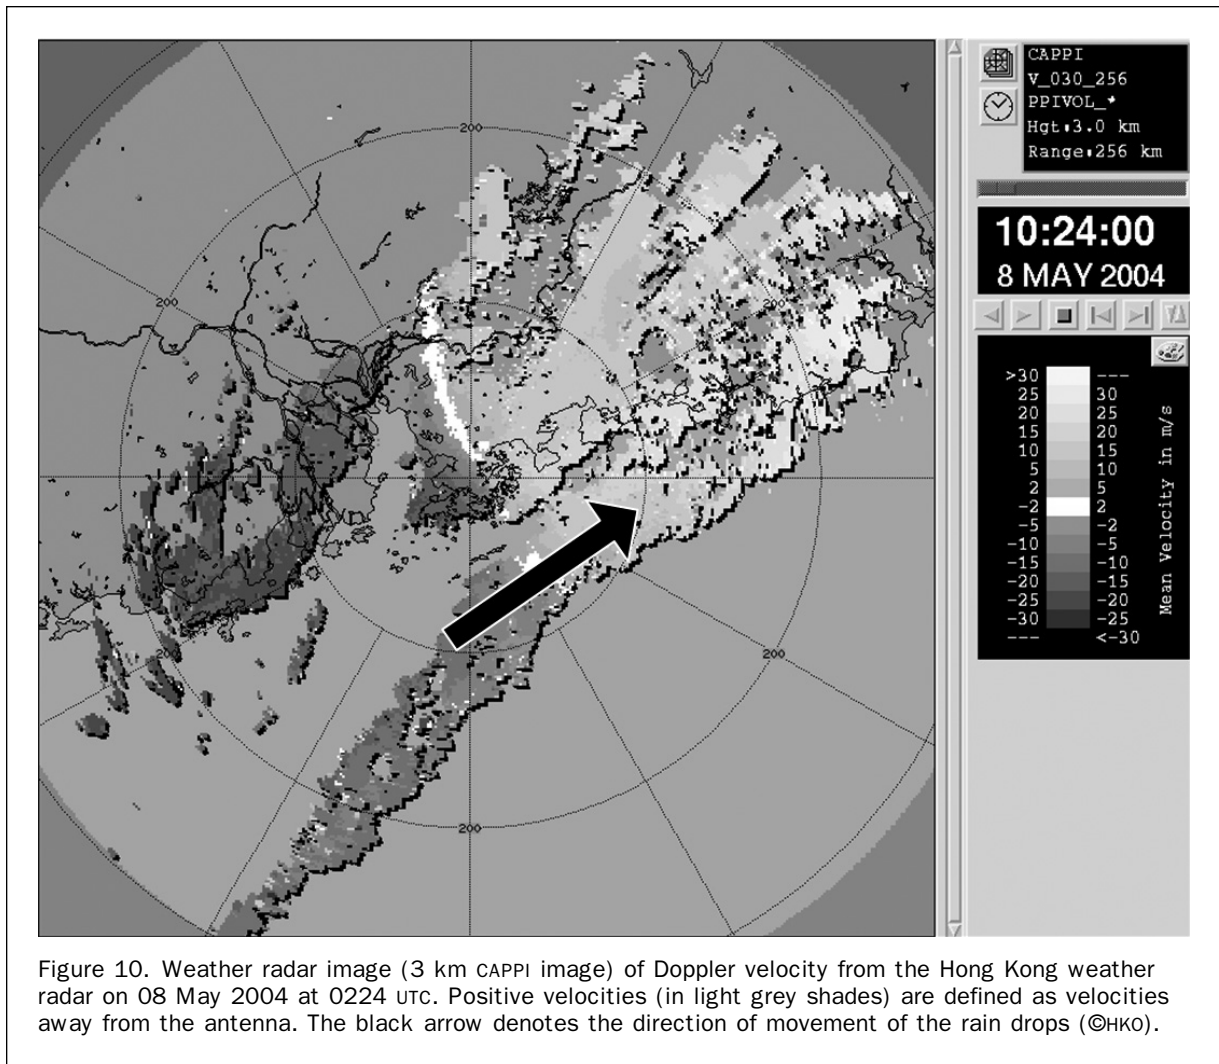 200
200
200
200
200
200
CAPPI
V_030_256
PPIVOL_*
Hgt:3.0 km
Range:256 km
10:24:00
8 MAY 2004
>30 ---
25 30
20 25
15 20
10 15
5 10
2 5
-2 2
-5 -2
-10 -5
-15 -10
-20 -15
-25 -20
-30 -25
--- <-30
Mean Velocity in m/s
Figure 10. Weather radar image (3 km CAPPI image) of Doppler velocity from the Hong Kong weather
radar on 08 May 2004 at 0224 UTC. Positive velocities (in light grey shades) are defined as velocities
away from the antenna. The black arrow denotes the direction of movement of the rain drops (©HKO).